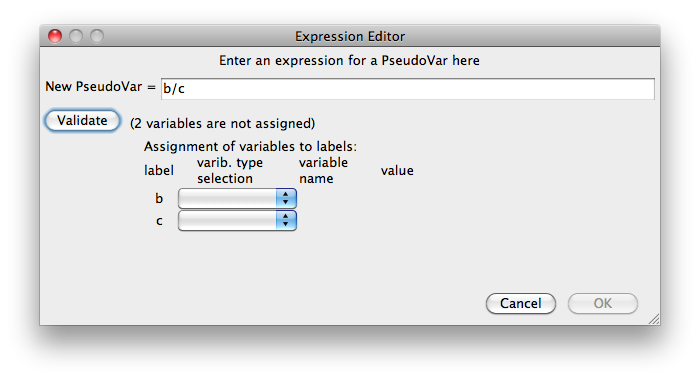 Expression Editor
Enter an expression for a PseudoVar here
New PseudoVar = b/c
Validate (2 variables are not assigned)
Assignment of variables to labels:
label varib. type selection variable name value
b
c
Cancel OK